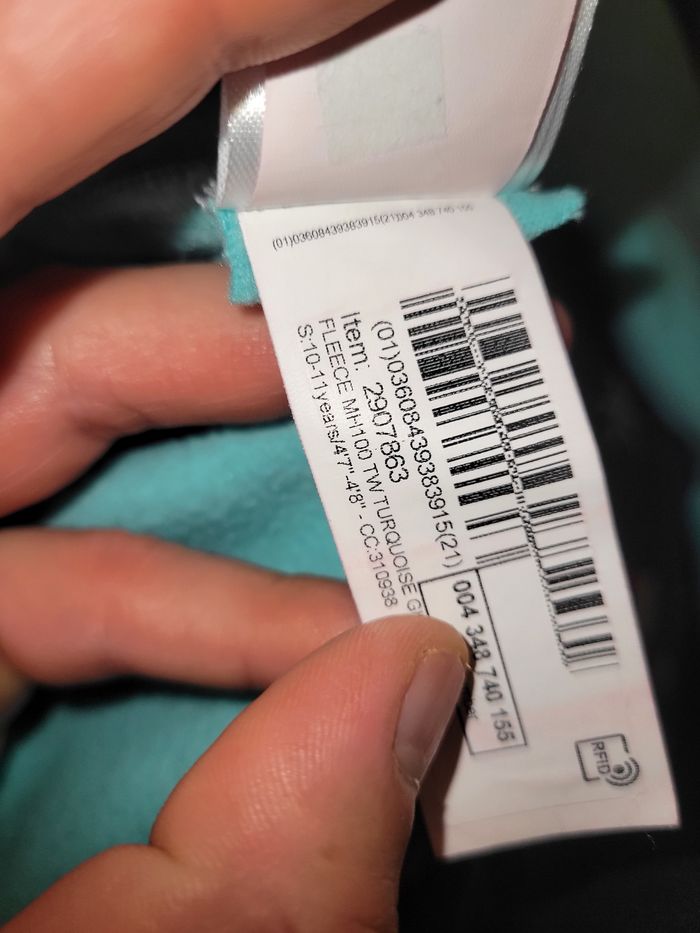 (01)03608439383915(21)004 348 740 155
(01)03608439383915(21)
004 348 740 155
Item: 2907863
FLEECE MH100 TW TURQUOISE
S:10-11years/4'7"-4'8" - CC:310938
RFID